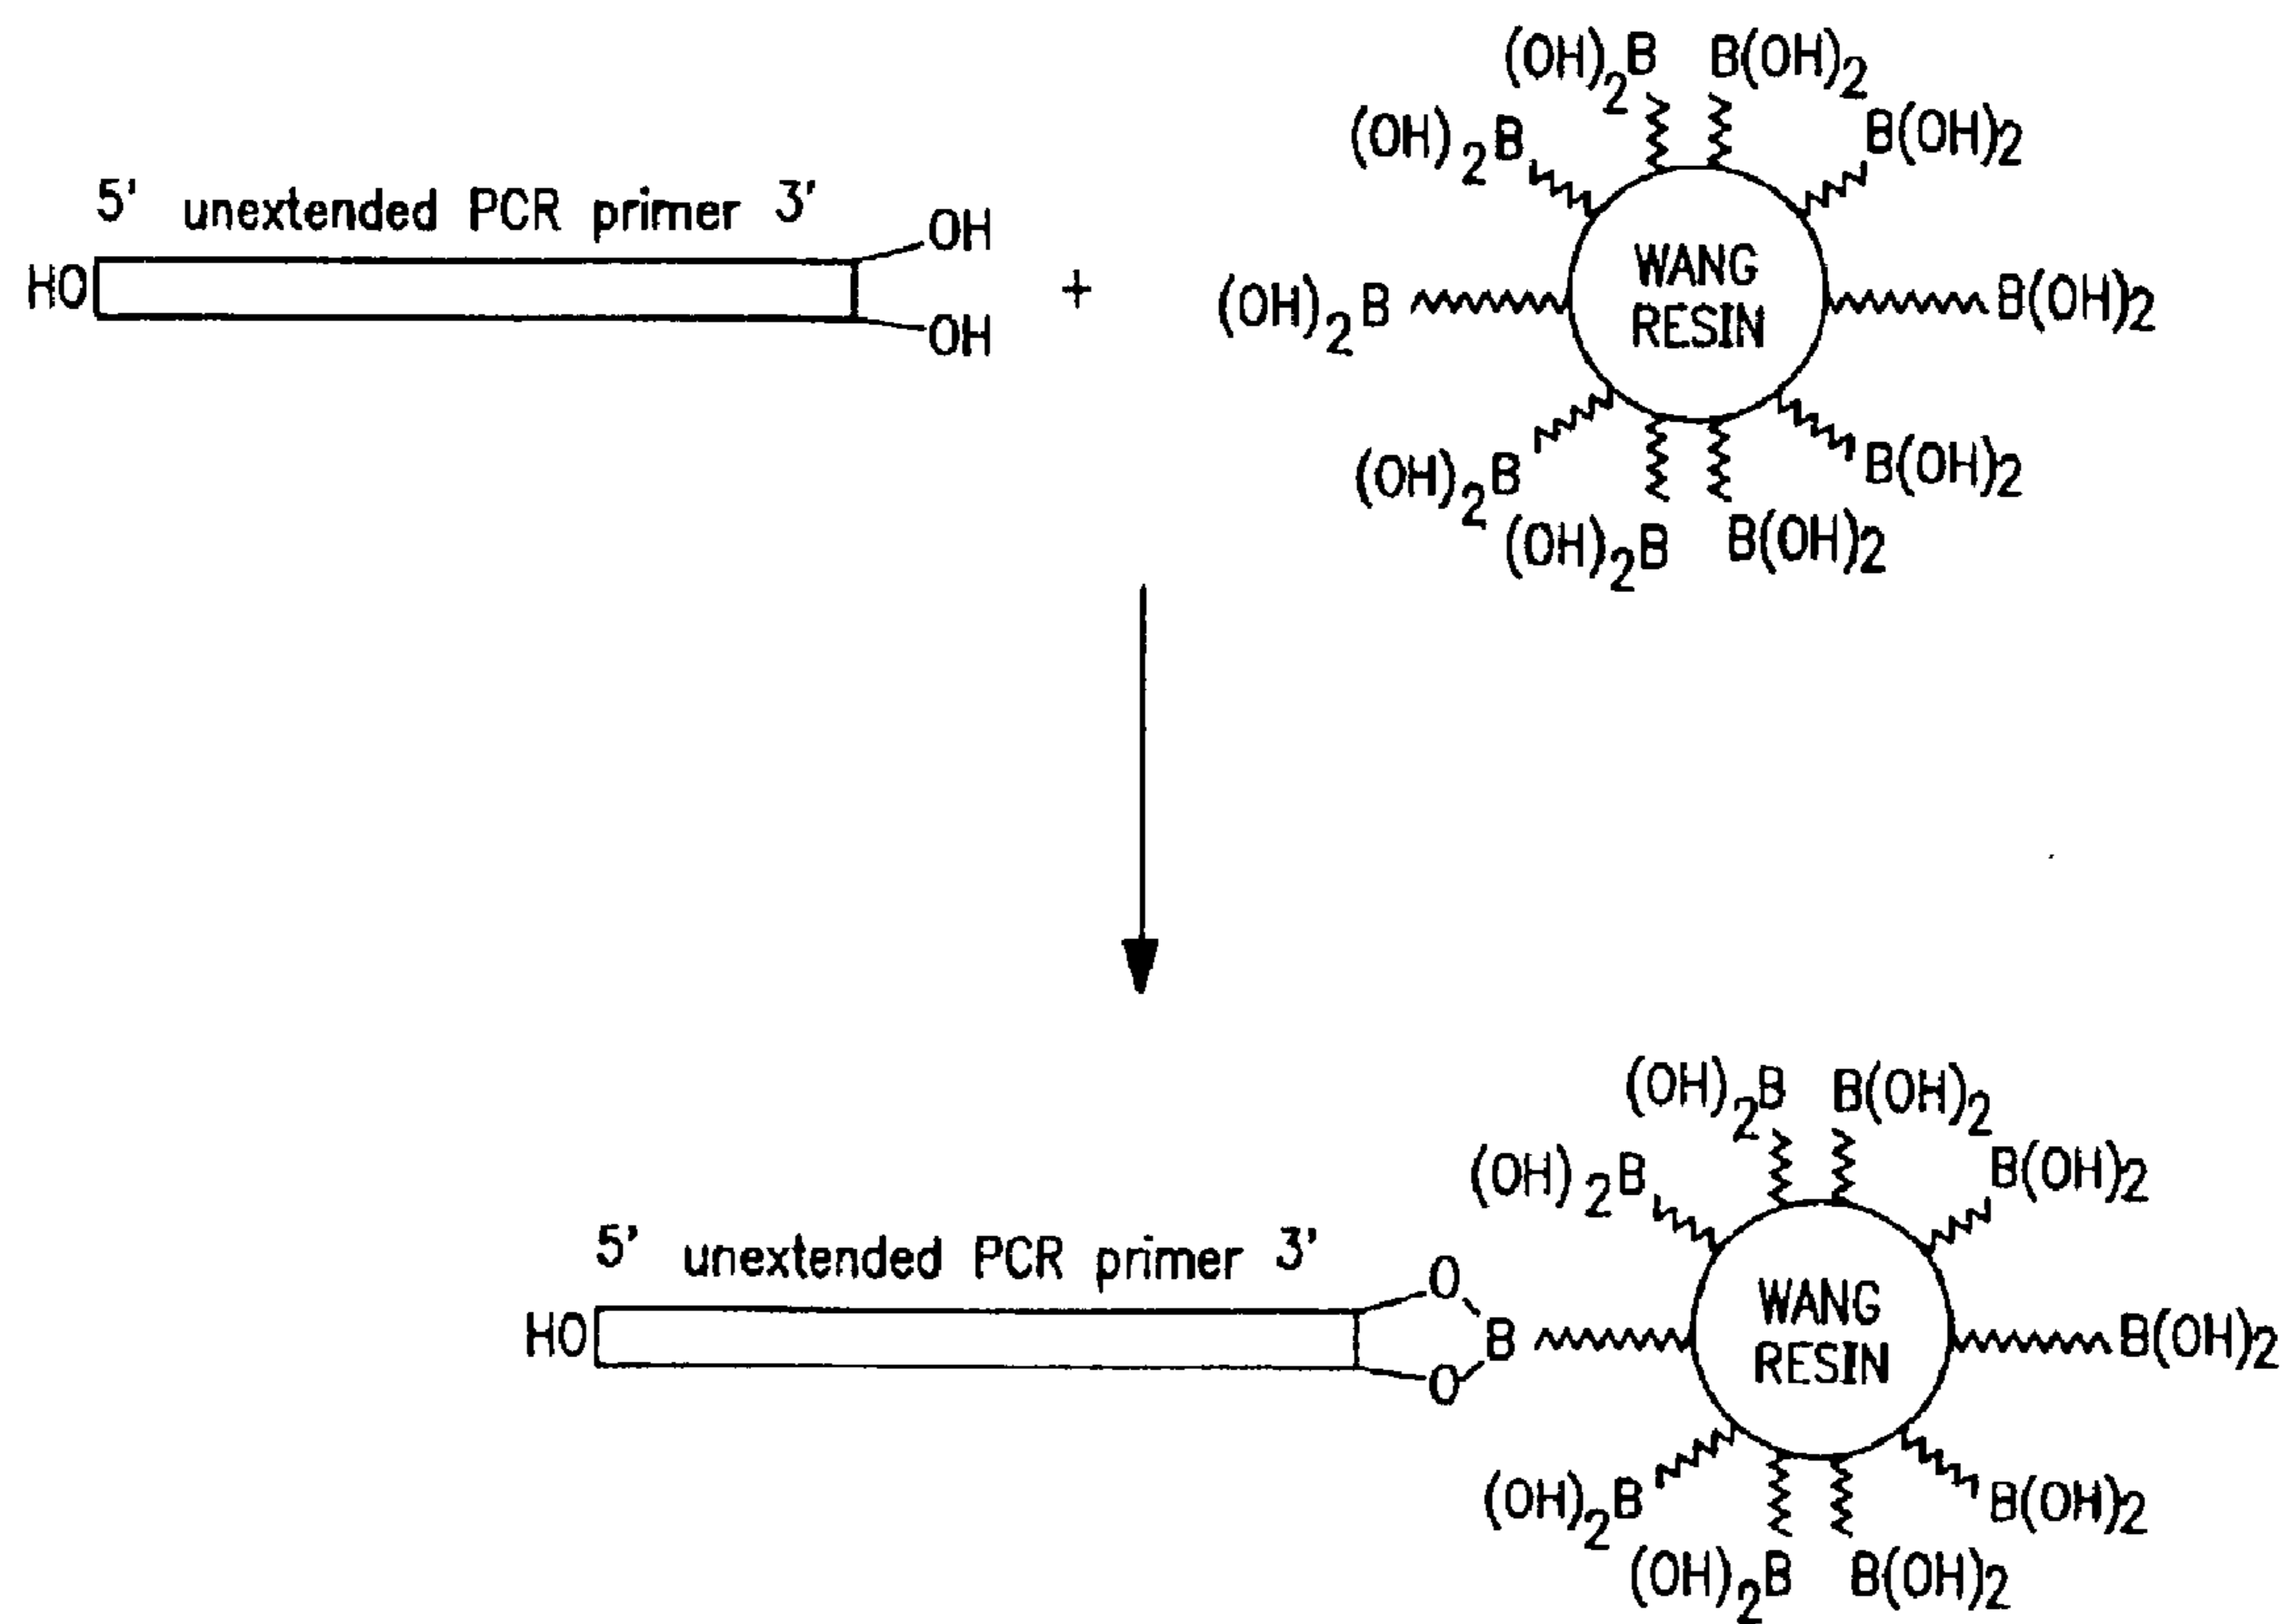 (OH)2B B(OH)2
(OH)2B B(OH)2
5' unextended PCR primer 3'
OH
HO
+
(OH)2B
WANG
RESIN
B(OH)2
OH
(OH)2B B(OH)2
(OH)2B B(OH)2
(OH)2B B(OH)2
(OH)2B B(OH)2
5' unextended PCR primer 3'
O
HO
B
O
WANG
RESIN
B(OH)2
(OH)2B B(OH)2
(OH)2B B(OH)2